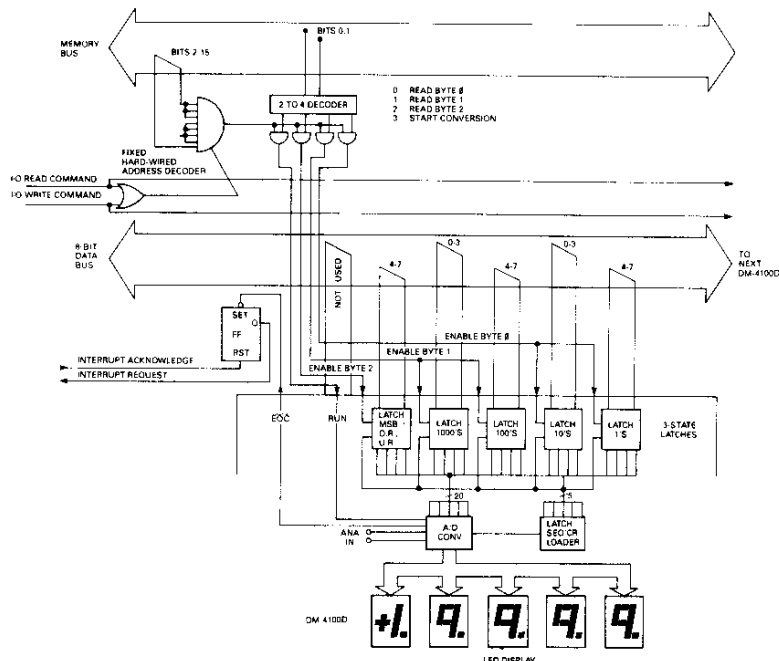 MEMORY BUS
BITS 2-15
BITS 0,1
2 TO 4 DECODER
0 READ BYTE Ø
1 READ BYTE 1
2 READ BYTE 2
3 START CONVERSION
FIXED HARD-WIRED ADDRESS DECODER
I/O READ COMMAND
I/O WRITE COMMAND
8-BIT DATA BUS
NOT USED
4-7
0-3
4-7
0-3
4-7
TO NEXT DM-4100D
SET
Q
FF
RST
ENABLE BYTE Ø
ENABLE BYTE 1
ENABLE BYTE 2
INTERRUPT ACKNOWLEDGE
INTERRUPT REQUEST
EOC
RUN
LATCH MSB O.R., U.R.
LATCH 1000'S
LATCH 100'S
LATCH 10'S
LATCH 1'S
3-STATE LATCHES
20
5
ANA IN
A/D CONV
LATCH SEQ'CR LOADER
DM-4100D
+1. 9. 9. 9. 9.
LED DISPLAY